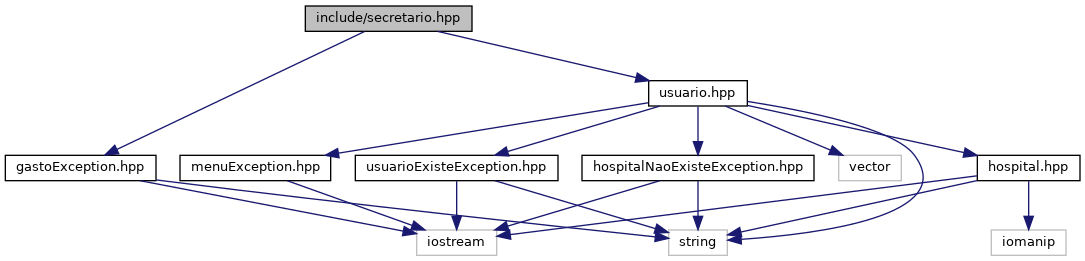 include/secretario.hpp
usuario.hpp
gastoException.hpp
menuException.hpp
usuarioExisteException.hpp
hospitalNaoExisteException.hpp
vector
hospital.hpp
iostream
string
iomanip